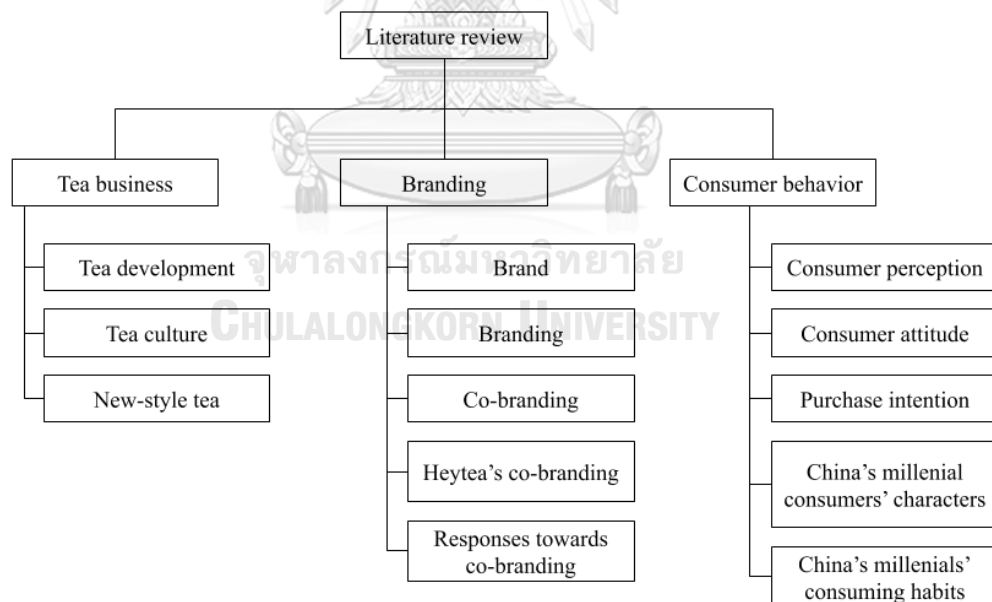 Literature review
Tea business
Branding
Consumer behavior
Tea development
Tea culture
New-style tea
Brand
Branding
Co-branding
Heytea's co-branding
Responses towards
co-branding
Consumer perception
Consumer attitude
Purchase intention
China's millenial
consumers' characters
China's millenials'
consuming habits
จุฬาลงกรณ์มหาวิทยาลัย
CHULALONGKORN UNIVERSITY